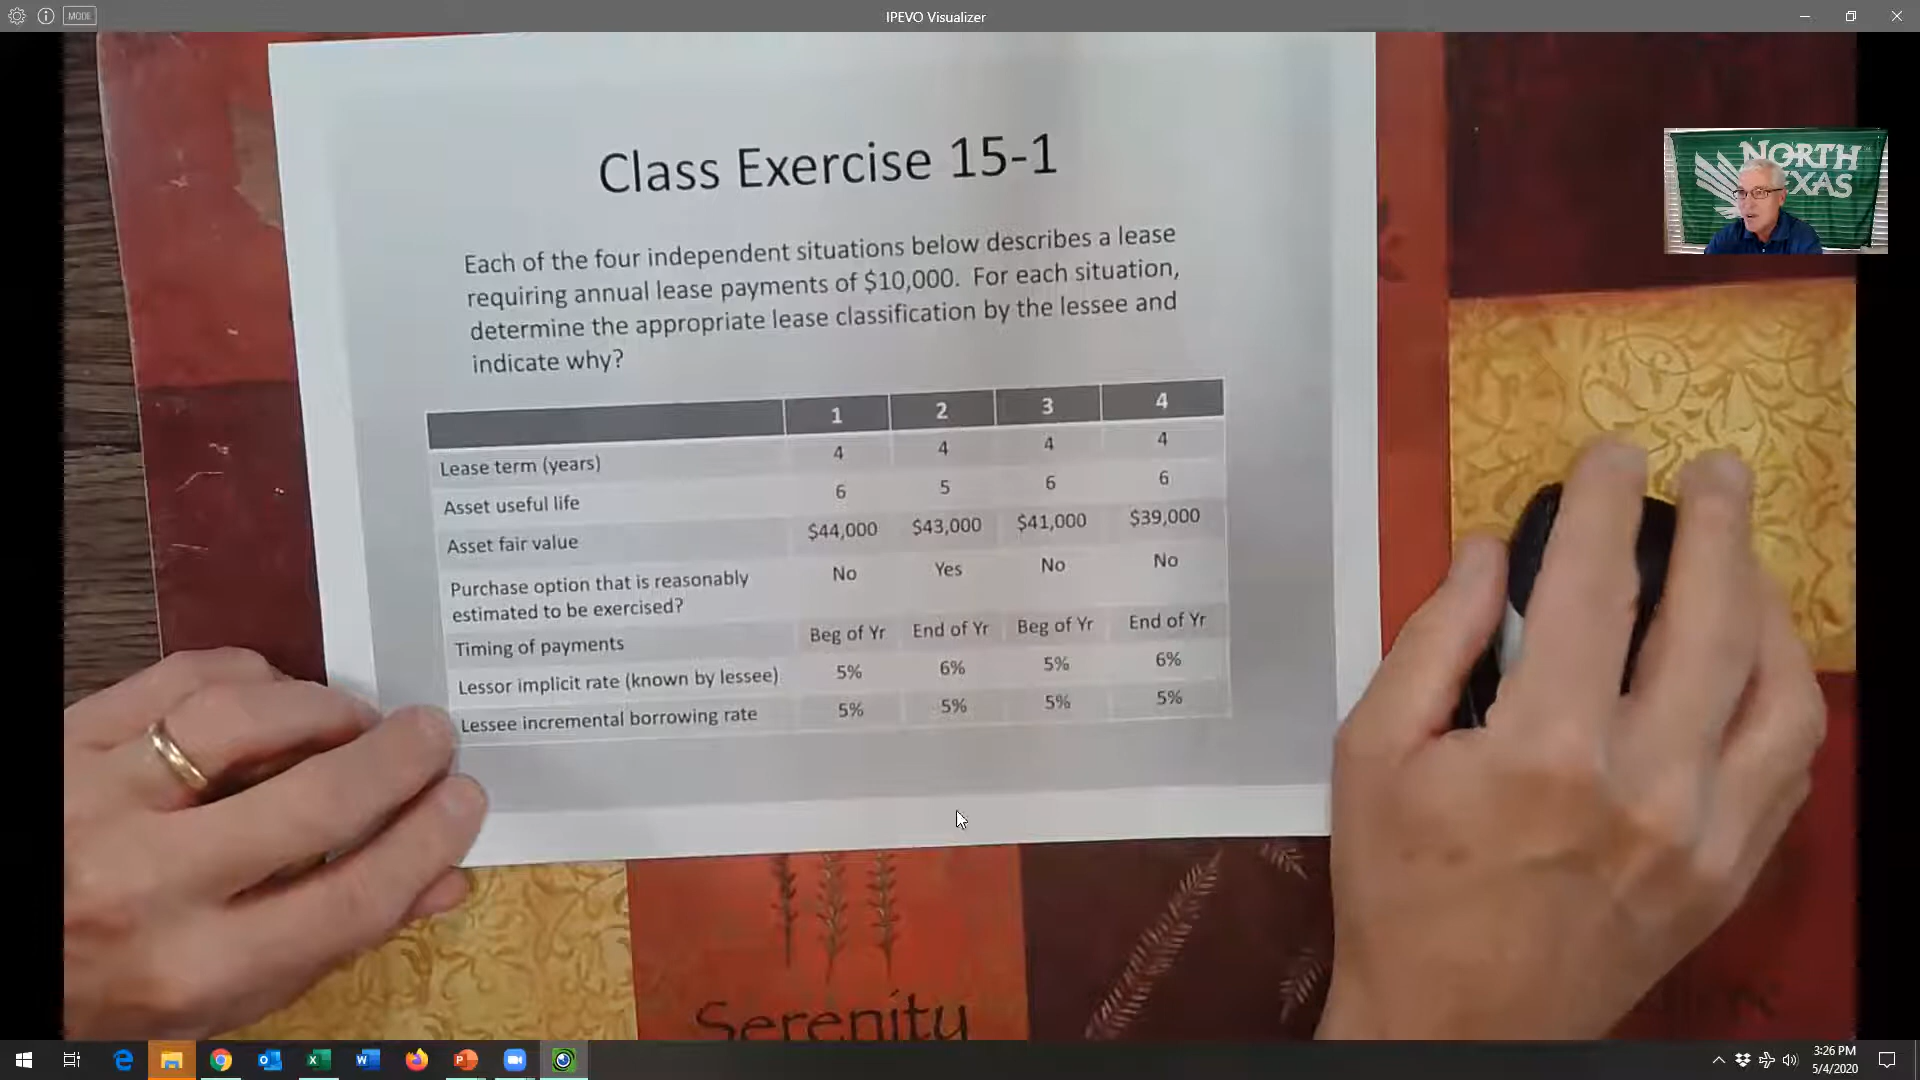 MODE
IPEVO Visualizer
NORTH
TEXAS
Class Exercise 15-1
Each of the four independent situations below describes a lease
requiring annual lease payments of $10,000. For each situation,
determine the appropriate lease classification by the lessee and
indicate why?
1 2 3 4
Lease term (years) 4 4 4 4
Asset useful life 6 5 6 6
Asset fair value $44,000 $43,000 $41,000 $39,000
Purchase option that is reasonably
estimated to be exercised? No Yes No No
Timing of payments Beg of Yr End of Yr Beg of Yr End of Yr
Lessor implicit rate (known by lessee) 5% 6% 5% 6%
Lessee incremental borrowing rate 5% 5% 5% 5%
Serenity
3:26 PM
5/4/2020